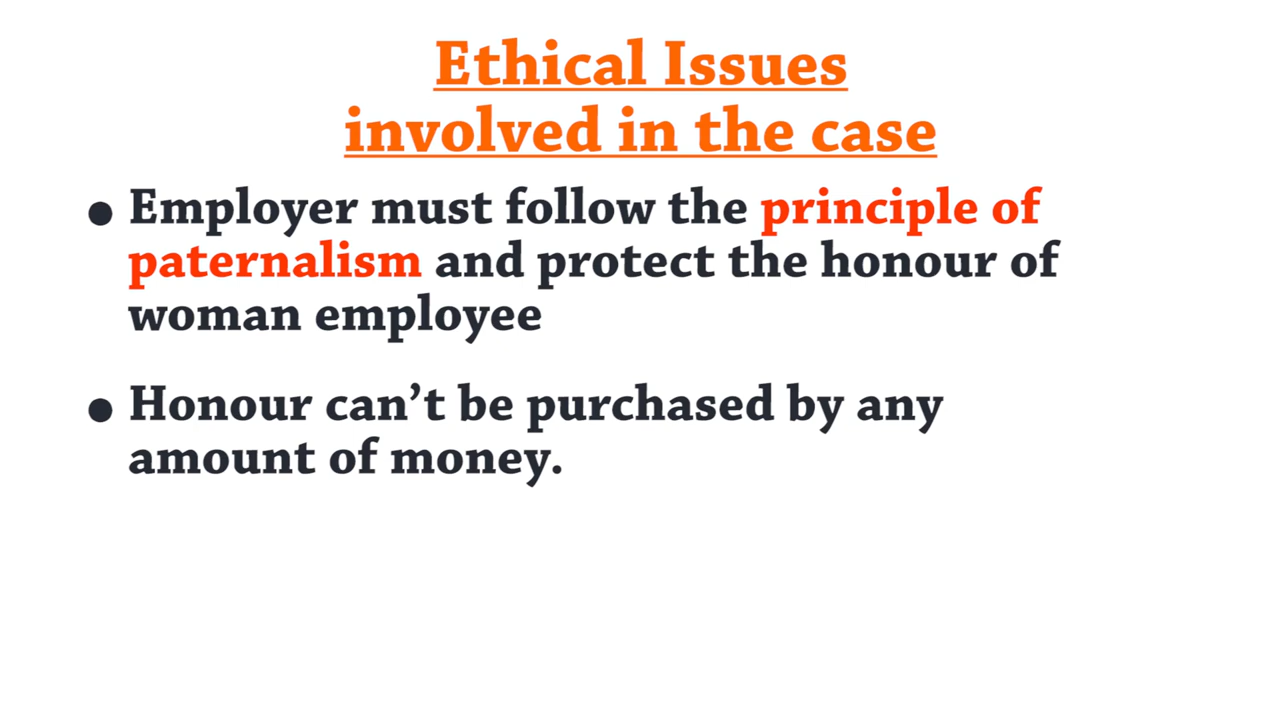 Ethical Issues
involved in the case
● Employer must follow the principle of
paternalism and protect the honour of
woman employee
● Honour can’t be purchased by any
amount of money.